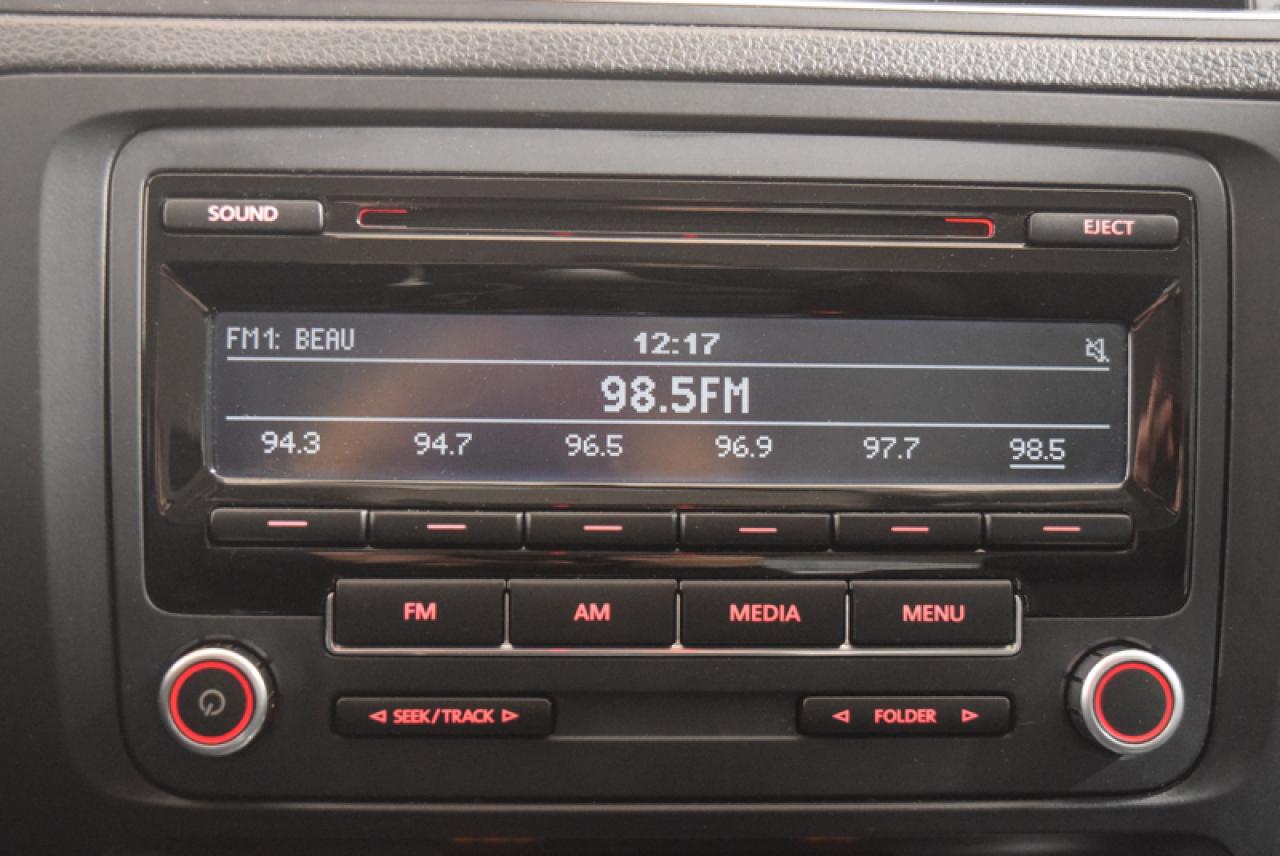 SOUND
EJECT
FM1: BEAU 12:17
98.5FM
94.3 94.7 96.5 96.9 97.7 98.5
FM AM MEDIA MENU
SEEK/TRACK FOLDER